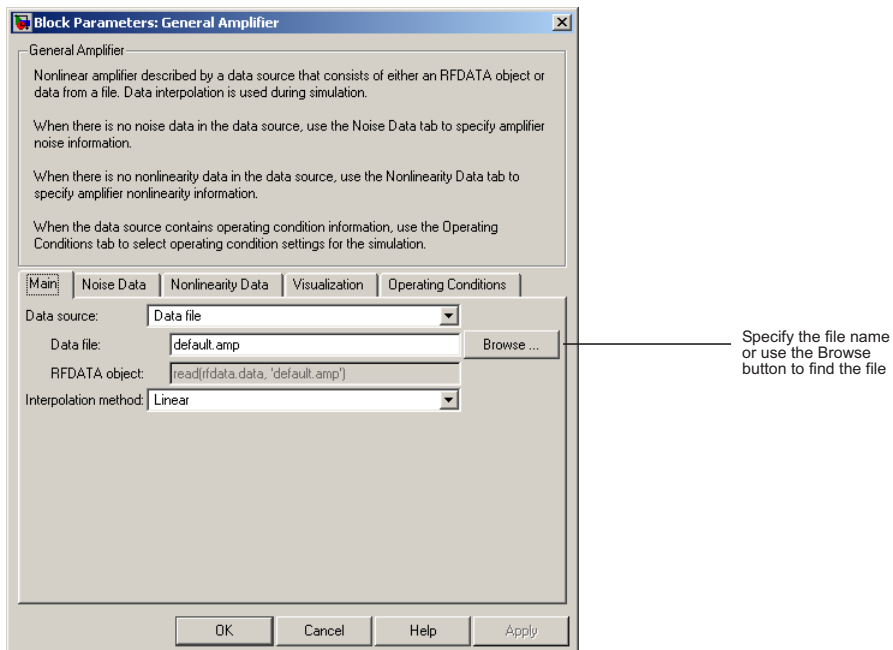 Block Parameters: General Amplifier
General Amplifier
Nonlinear amplifier described by a data source that consists of either an RFDATA object or
data from a file. Data interpolation is used during simulation.
When there is no noise data in the data source, use the Noise Data tab to specify amplifier
noise information.
When there is no nonlinearity data in the data source, use the Nonlinearity Data tab to
specify amplifier nonlinearity information.
When the data source contains operating condition information, use the Operating
Conditions tab to select operating condition settings for the simulation.
Main Noise Data Nonlinearity Data Visualization Operating Conditions
Data source: Data file
Data file: default.amp Browse ...
RFDATA object: read(rfdata.data, 'default.amp')
Interpolation method: Linear
OK Cancel Help Apply
Specify the file name
or use the Browse
button to find the file